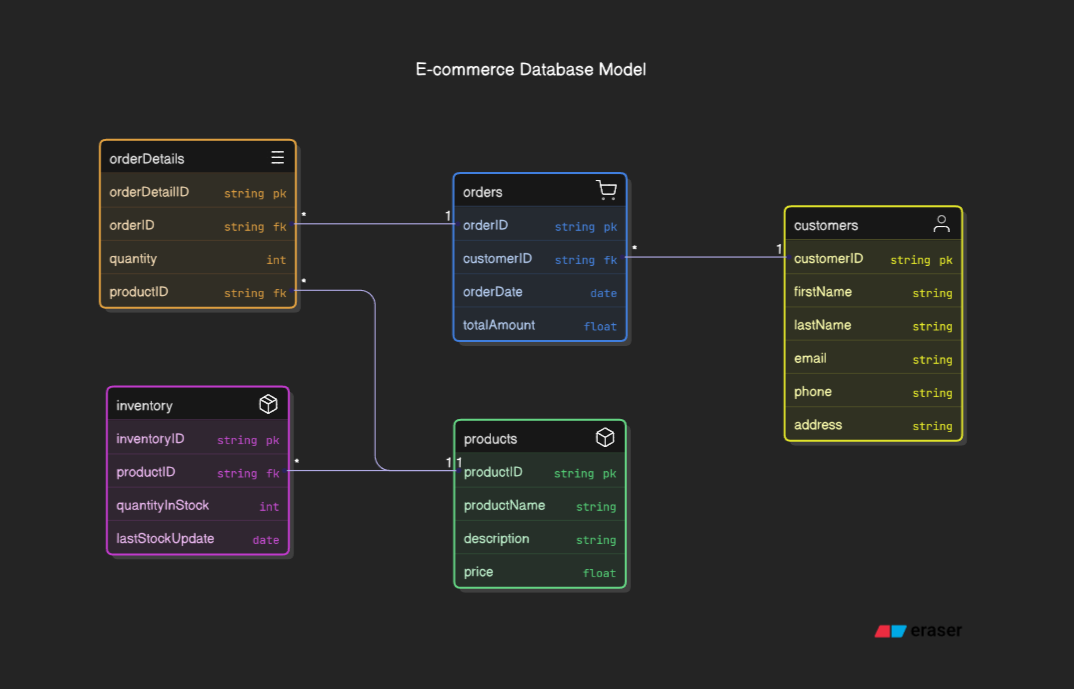 E-commerce Database Model
orderDetails
orderDetailID string pk
orderID string fk
quantity int
productID string fk
* 1
*
orders
orderID string pk
customerID string fk
orderDate date
totalAmount float
* 1
customers
customerID string pk
firstName string
lastName string
email string
phone string
address string
inventory
inventoryID string pk
productID string fk
quantityInStock int
lastStockUpdate date
* 1 1
products
productID string pk
productName string
description string
price float
eraser